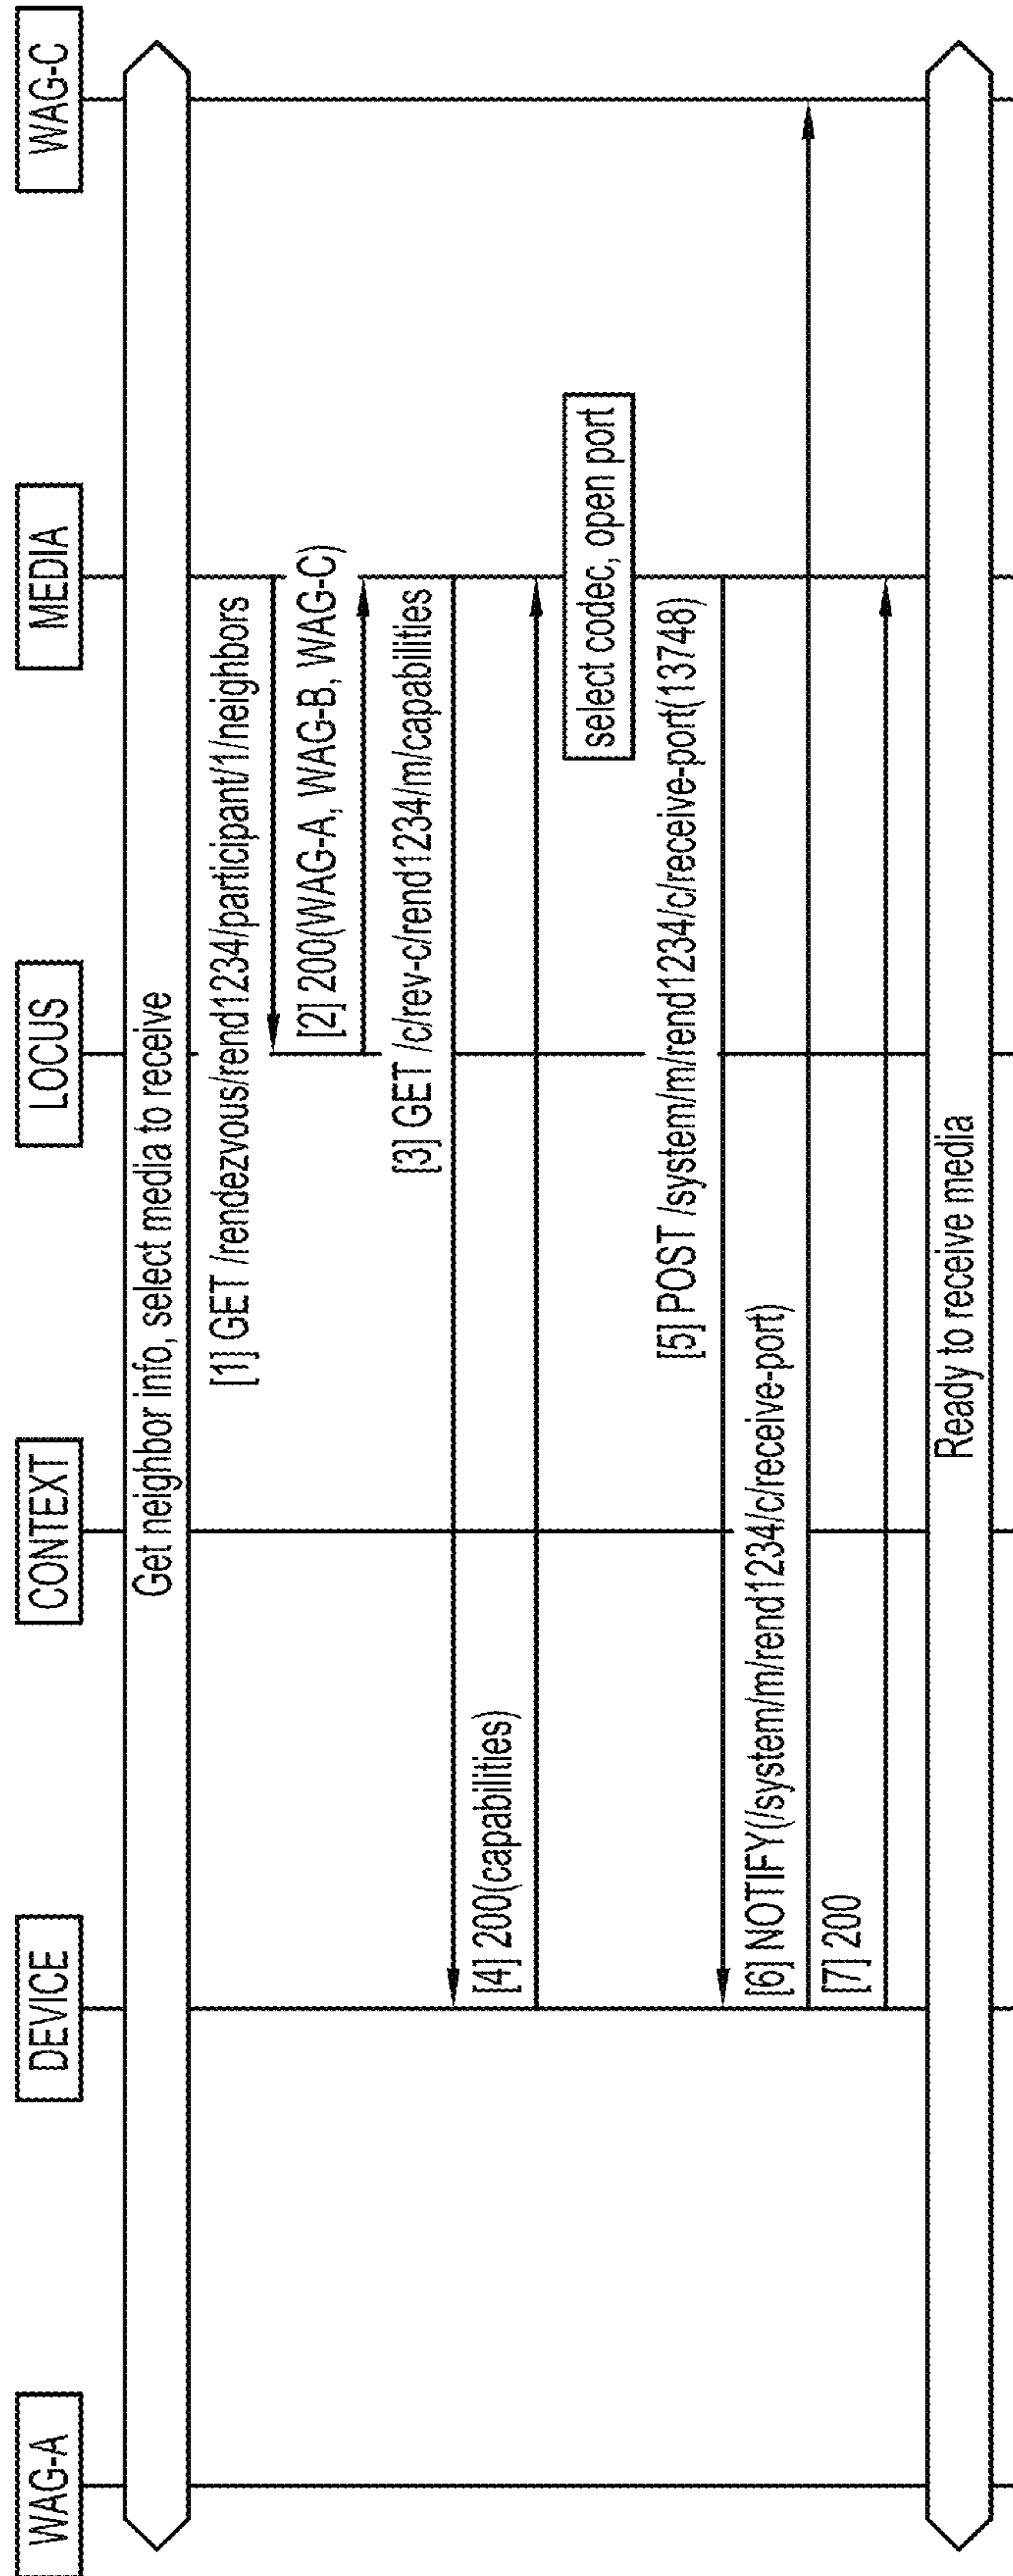 WAG-A
DEVICE
CONTEXT
LOCUS
MEDIA
WAG-C
Get neighbor info, select media to receive
[1] GET /rendezvous/rend1234/participant/1/neighbors
[2] 200(WAG-A, WAG-B, WAG-C)
[3] GET /c/rev-c/rend1234/m/capabilities
[4] 200(capabilities)
select codec, open port
[5] POST /system/m/rend1234/c/receive-port(13748)
[6] NOTIFY(/system/m/rend1234/c/receive-port)
[7] 200
Ready to receive media